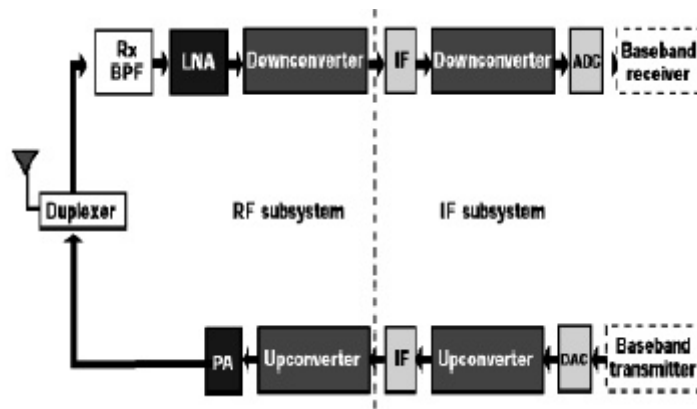 Rx
BPF
LNA
Downconverter
IF
Downconverter
ADC
Baseband
receiver
Duplexer
RF subsystem
IF subsystem
PA
Upconverter
IF
Upconverter
DAC
Baseband
transmitter